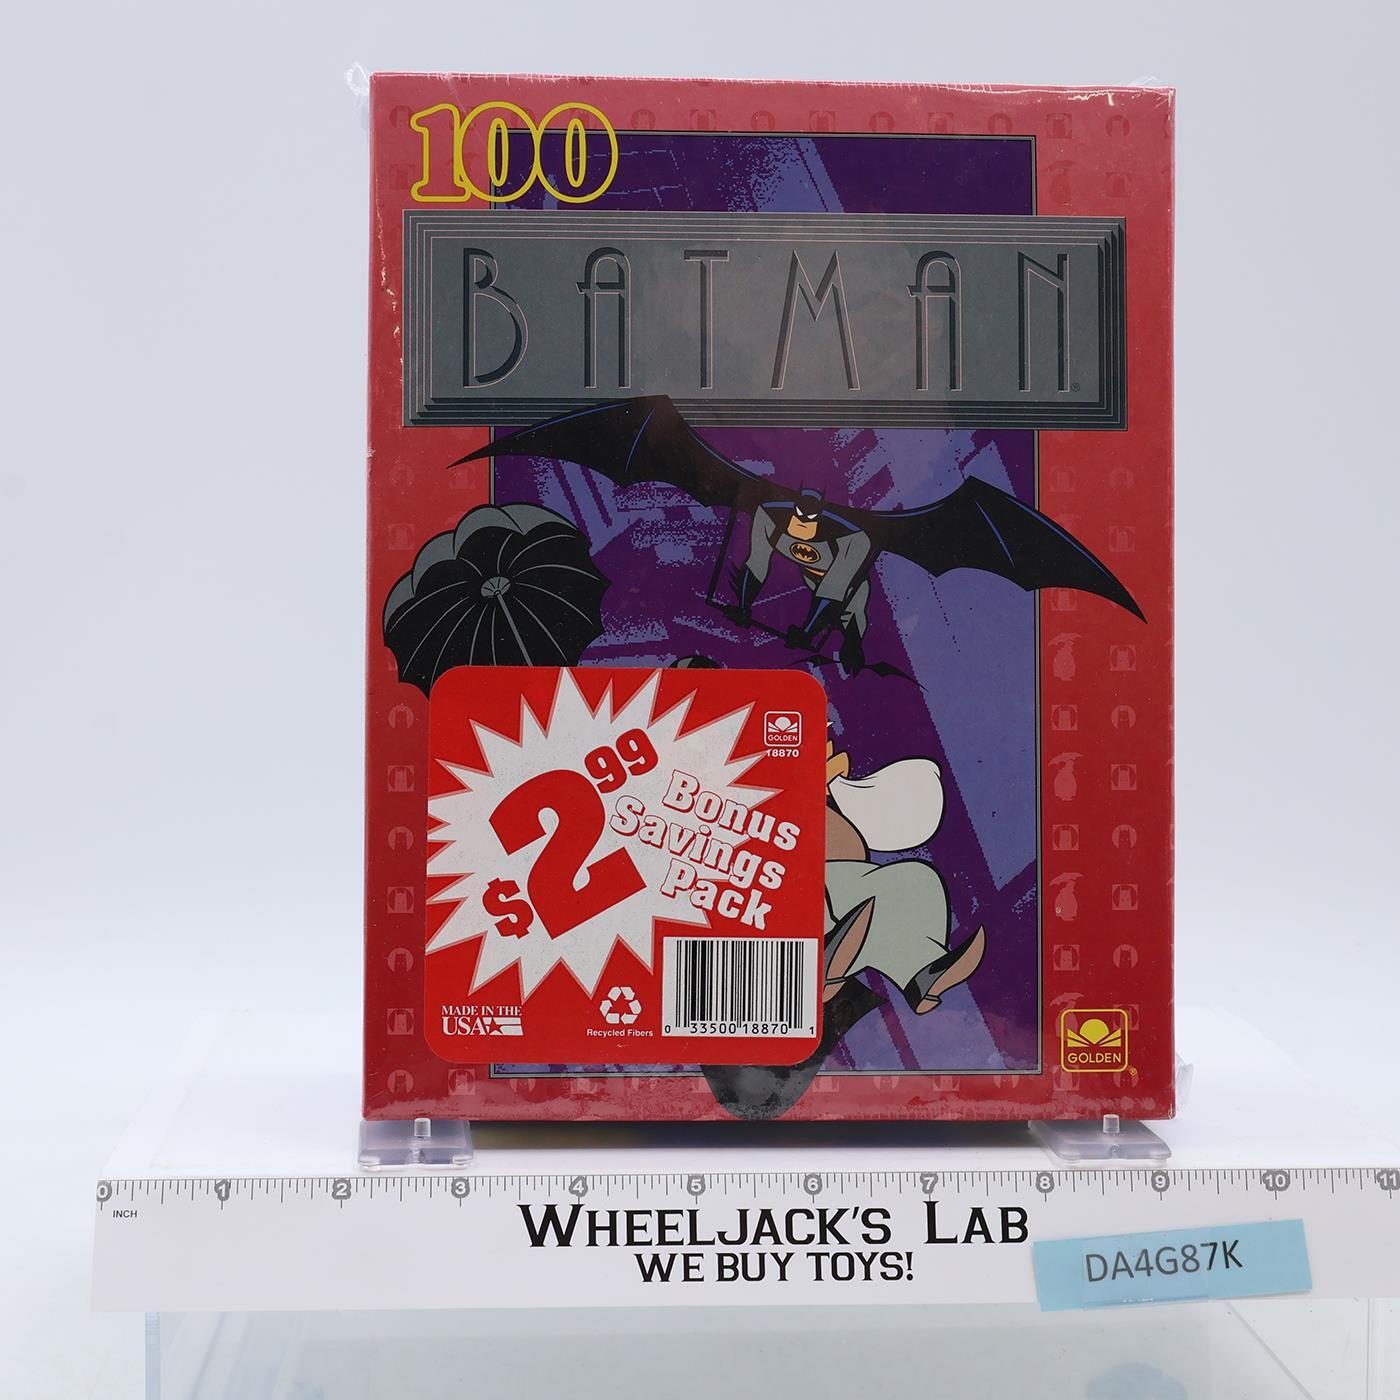 100
BATMAN
GOLDEN
18870
$2.99
Bonus
Savings
Pack
MADE IN THE
USA
Recycled Fibers
0 33500 18870 1
GOLDEN
0 1 2 3 4 5 6 7 8 9 10 11
INCH
WHEELJACK'S LAB
WE BUY TOYS!
DA4G87K